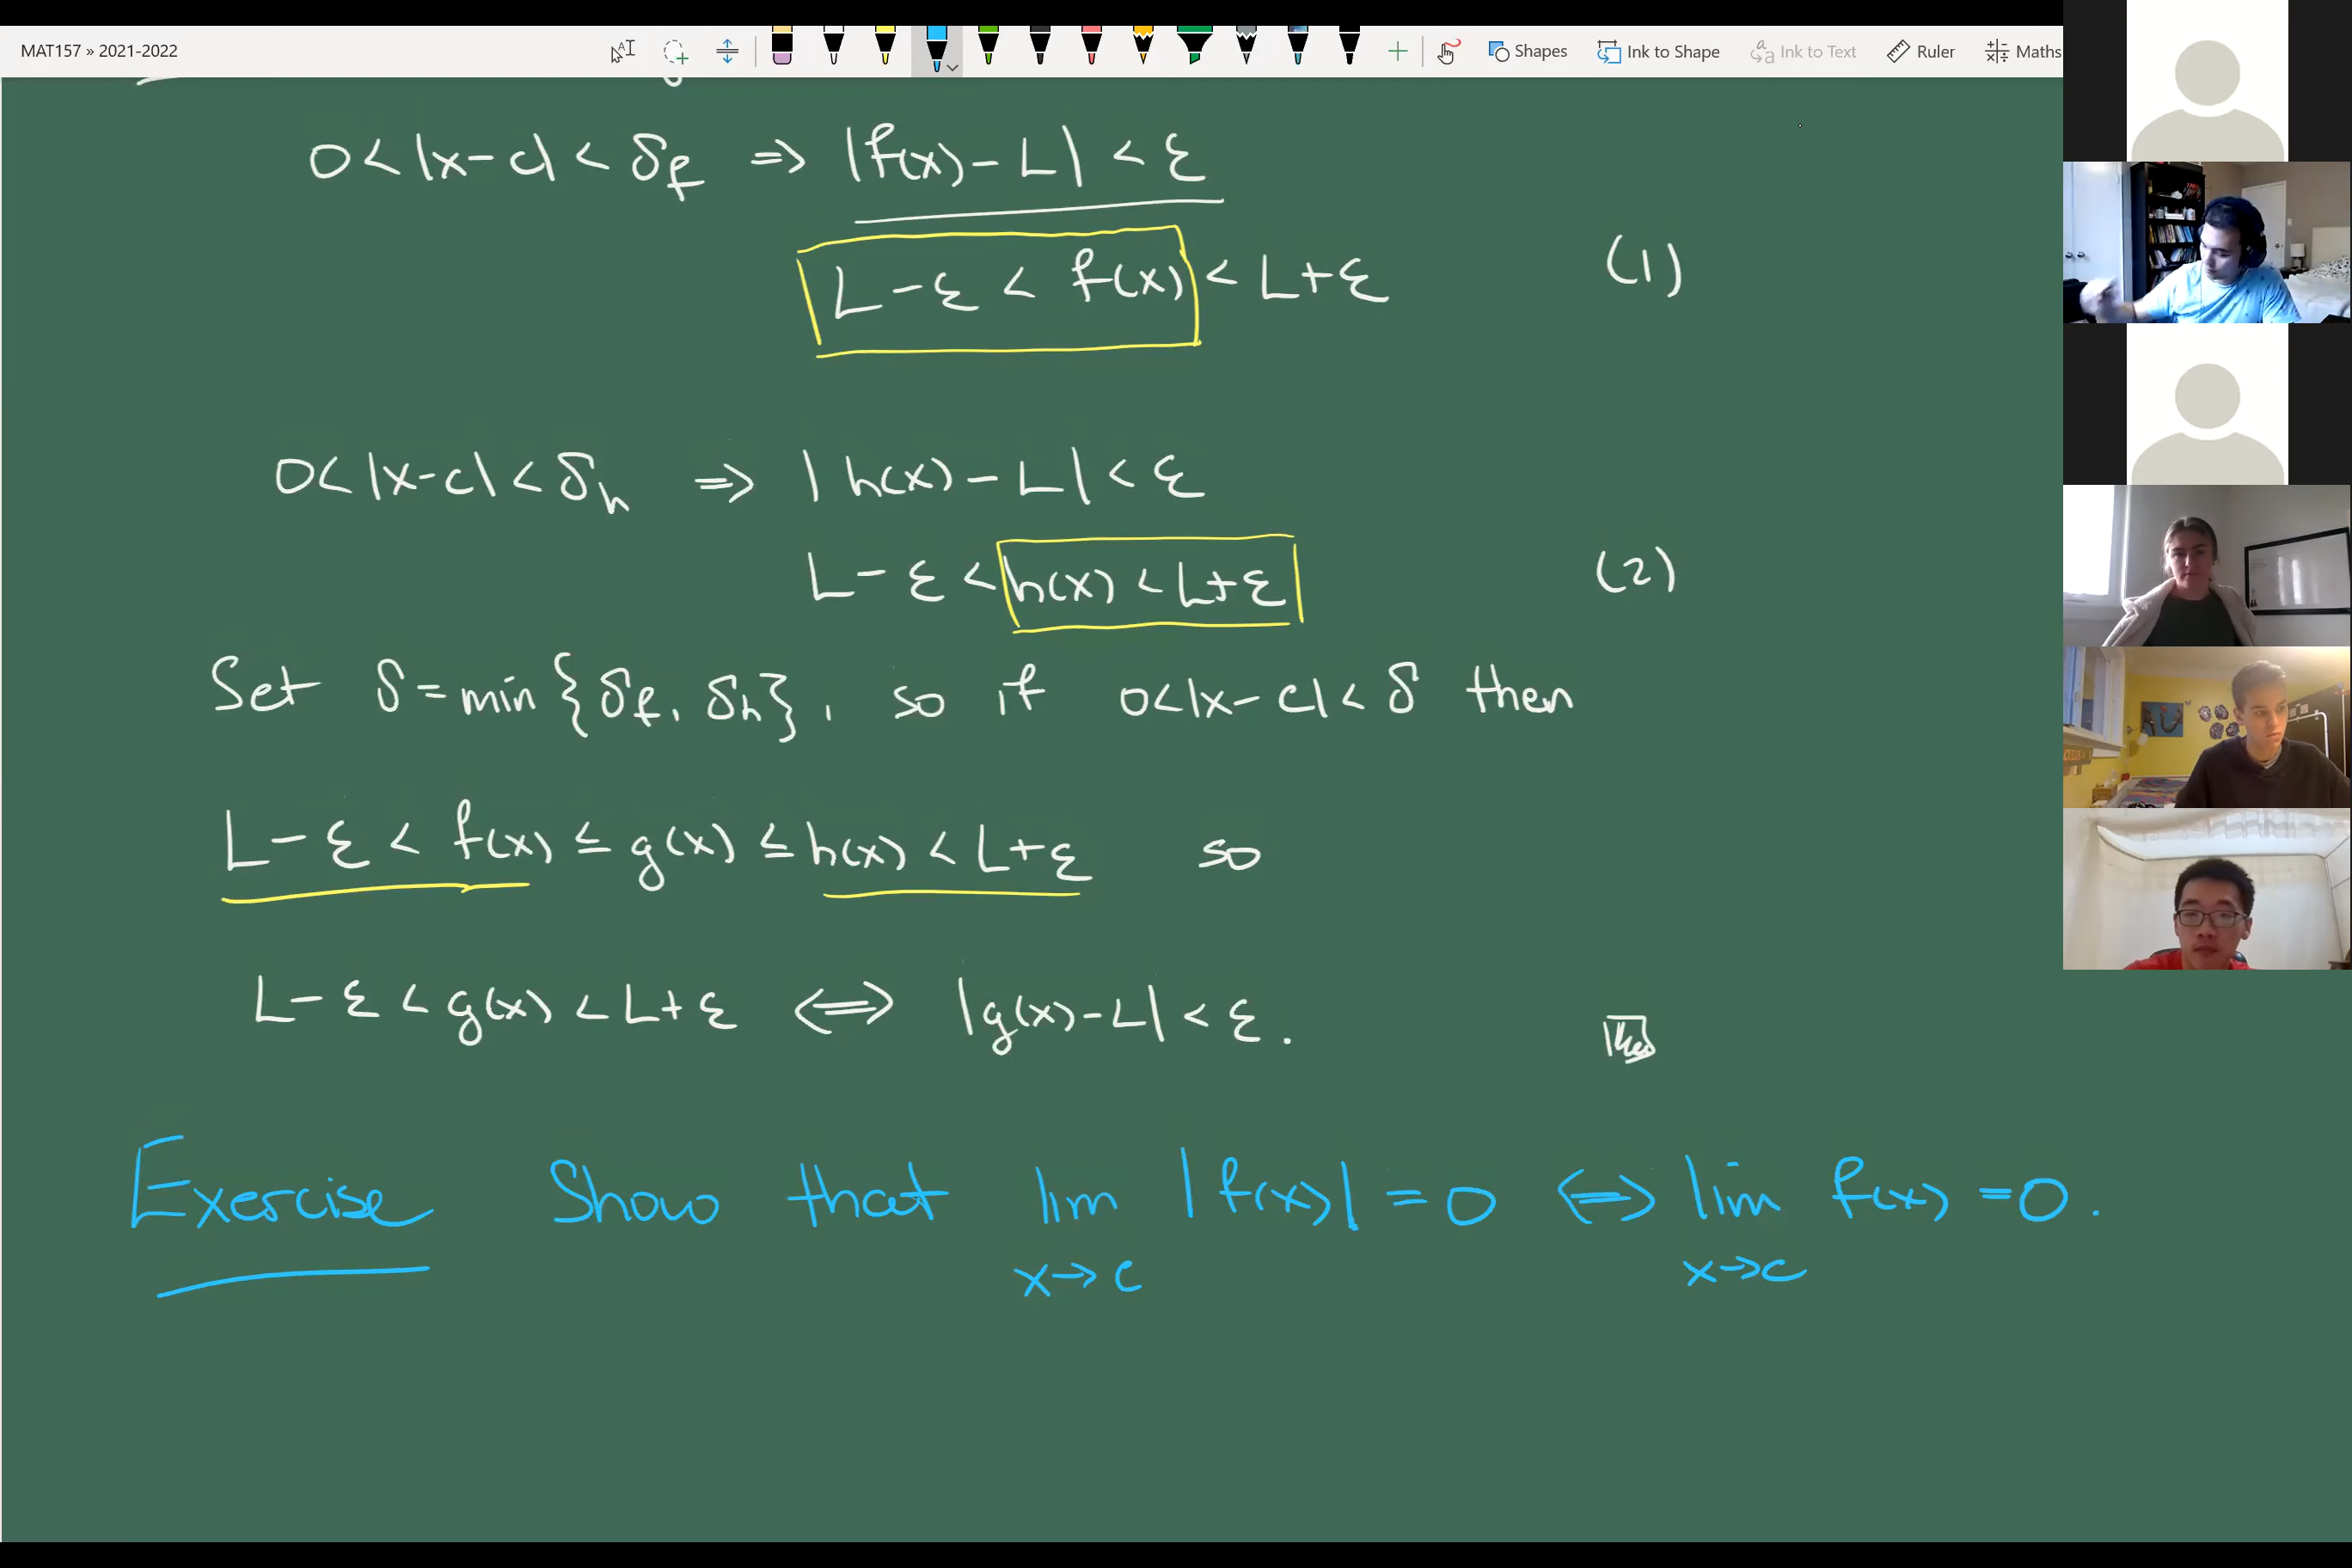 MAT157 » 2021-2022
Shapes Ink to Shape Ink to Text Ruler Maths
0<|x-c|<δ_f ⇒ |f(x)-L|<ε
L-ε<f(x)<L+ε (1)
0<|x-c|<δ_h ⇒ |h(x)-L|<ε
L-ε<h(x)<L+ε (2)
Set δ=min{δ_f, δ_h}, so if 0<|x-c|<δ then
L-ε<f(x)≤g(x)≤h(x)<L+ε so
L-ε<g(x)<L+ε ⟺ |g(x)-L|<ε.
Exercise Show that lim |f(x)|=0 ⟺ lim f(x)=0.
x→c x→c